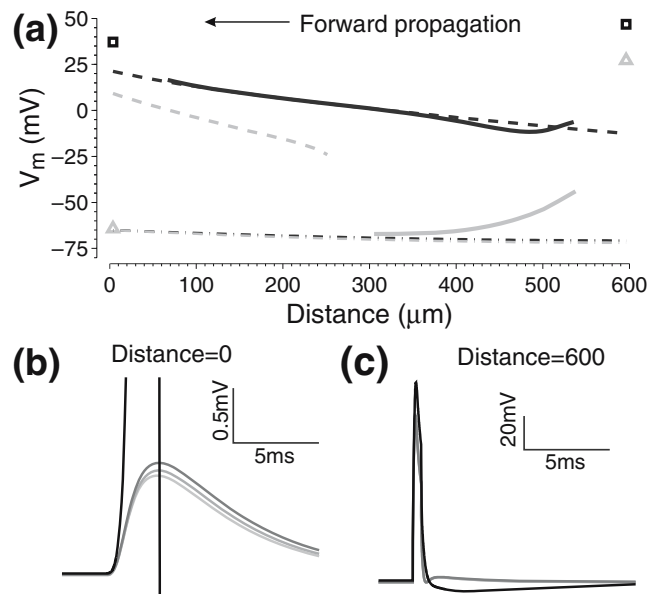 (a)
Forward propagation
50
25
0
−25
−50
−75
V_m (mV)
0 100 200 300 400 500 600
Distance (μm)
(b)
Distance=0
0.5mV
5ms
(c)
Distance=600
20mV
5ms